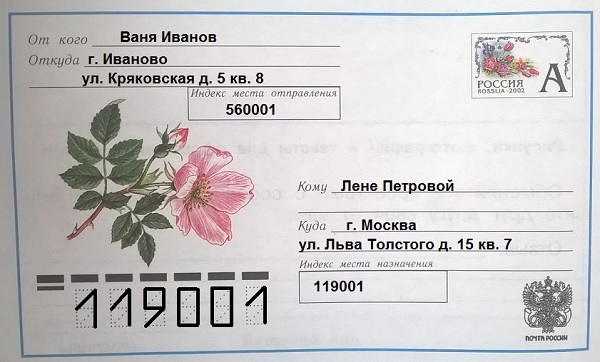 От кого Ваня Иванов
Откуда г. Иваново
ул. Кряковская д. 5 кв. 8
Индекс места отправления
560001
РОССИЯ
ROSSIJA · 2002
А
Кому Лене Петровой
Куда г. Москва
ул. Льва Толстого д. 15 кв. 7
Индекс места назначения
119001
119001
ПОЧТА РОССИИ